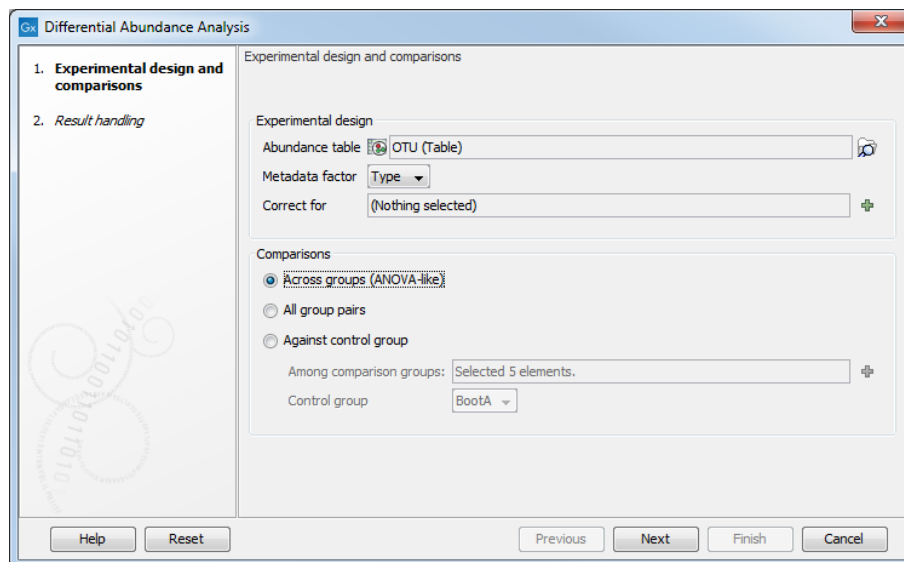 Gx Differential Abundance Analysis
1. Experimental design and
comparisons
2. Result handling
Experimental design and comparisons
Experimental design
Abundance table OTU (Table)
Metadata factor Type
Correct for (Nothing selected)
Comparisons
Across groups (ANOVA-like)
All group pairs
Against control group
Among comparison groups: Selected 5 elements.
Control group BootA
Help Reset Previous Next Finish Cancel